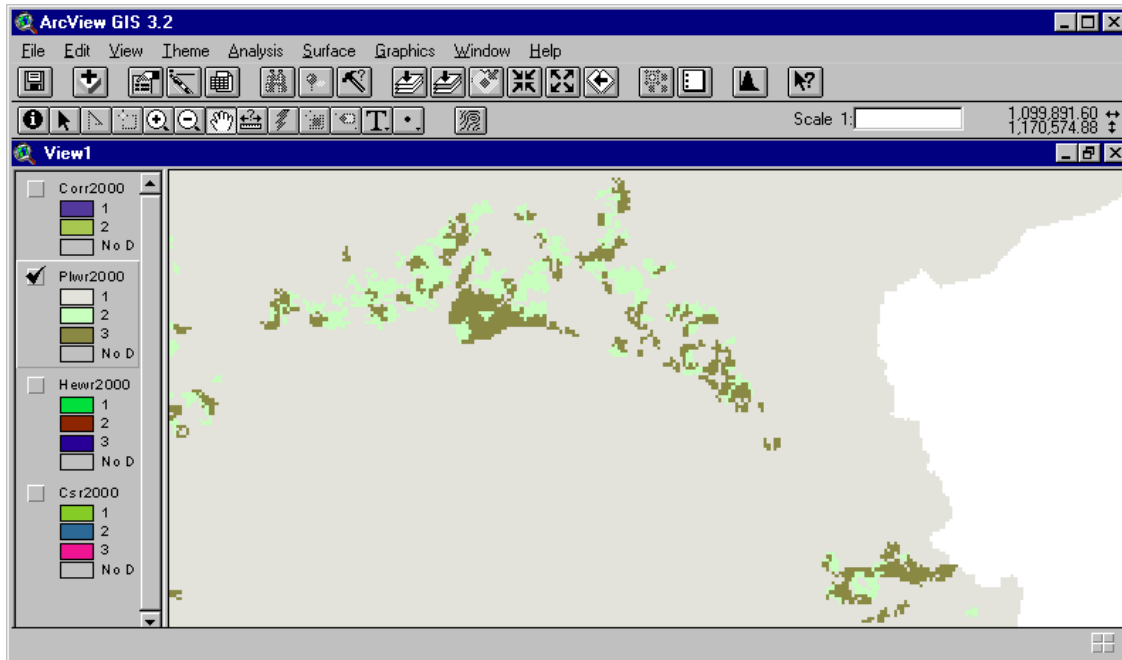 ArcView GIS 3.2
File Edit View Theme Analysis Surface Graphics Window Help
T
Scale 1:
1,099,891.60
1,170,574.88
View1
Corr2000
1
2
No D
Plwr2000
1
2
3
No D
Hewr2000
1
2
3
No D
Csr2000
1
2
3
No D